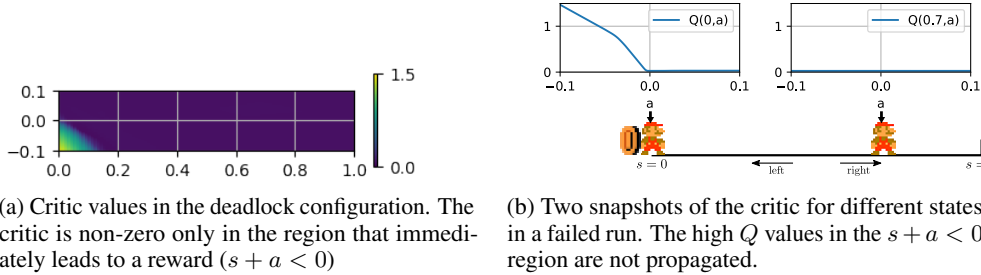 0.1
0.0
−0.1
0.0 0.2 0.4 0.6 0.8 1.0
1.5
0.0
(a) Critic values in the deadlock configuration. The
critic is non-zero only in the region that immedi-
ately leads to a reward (s + a < 0)
1
0
Q(0,a)
−0.1 0.0 0.1
a
1
0
Q(0.7,a)
−0.1 0.0 0.1
a
s = 0
left
right
s =
(b) Two snapshots of the critic for different states
in a failed run. The high Q values in the s + a < 0
region are not propagated.